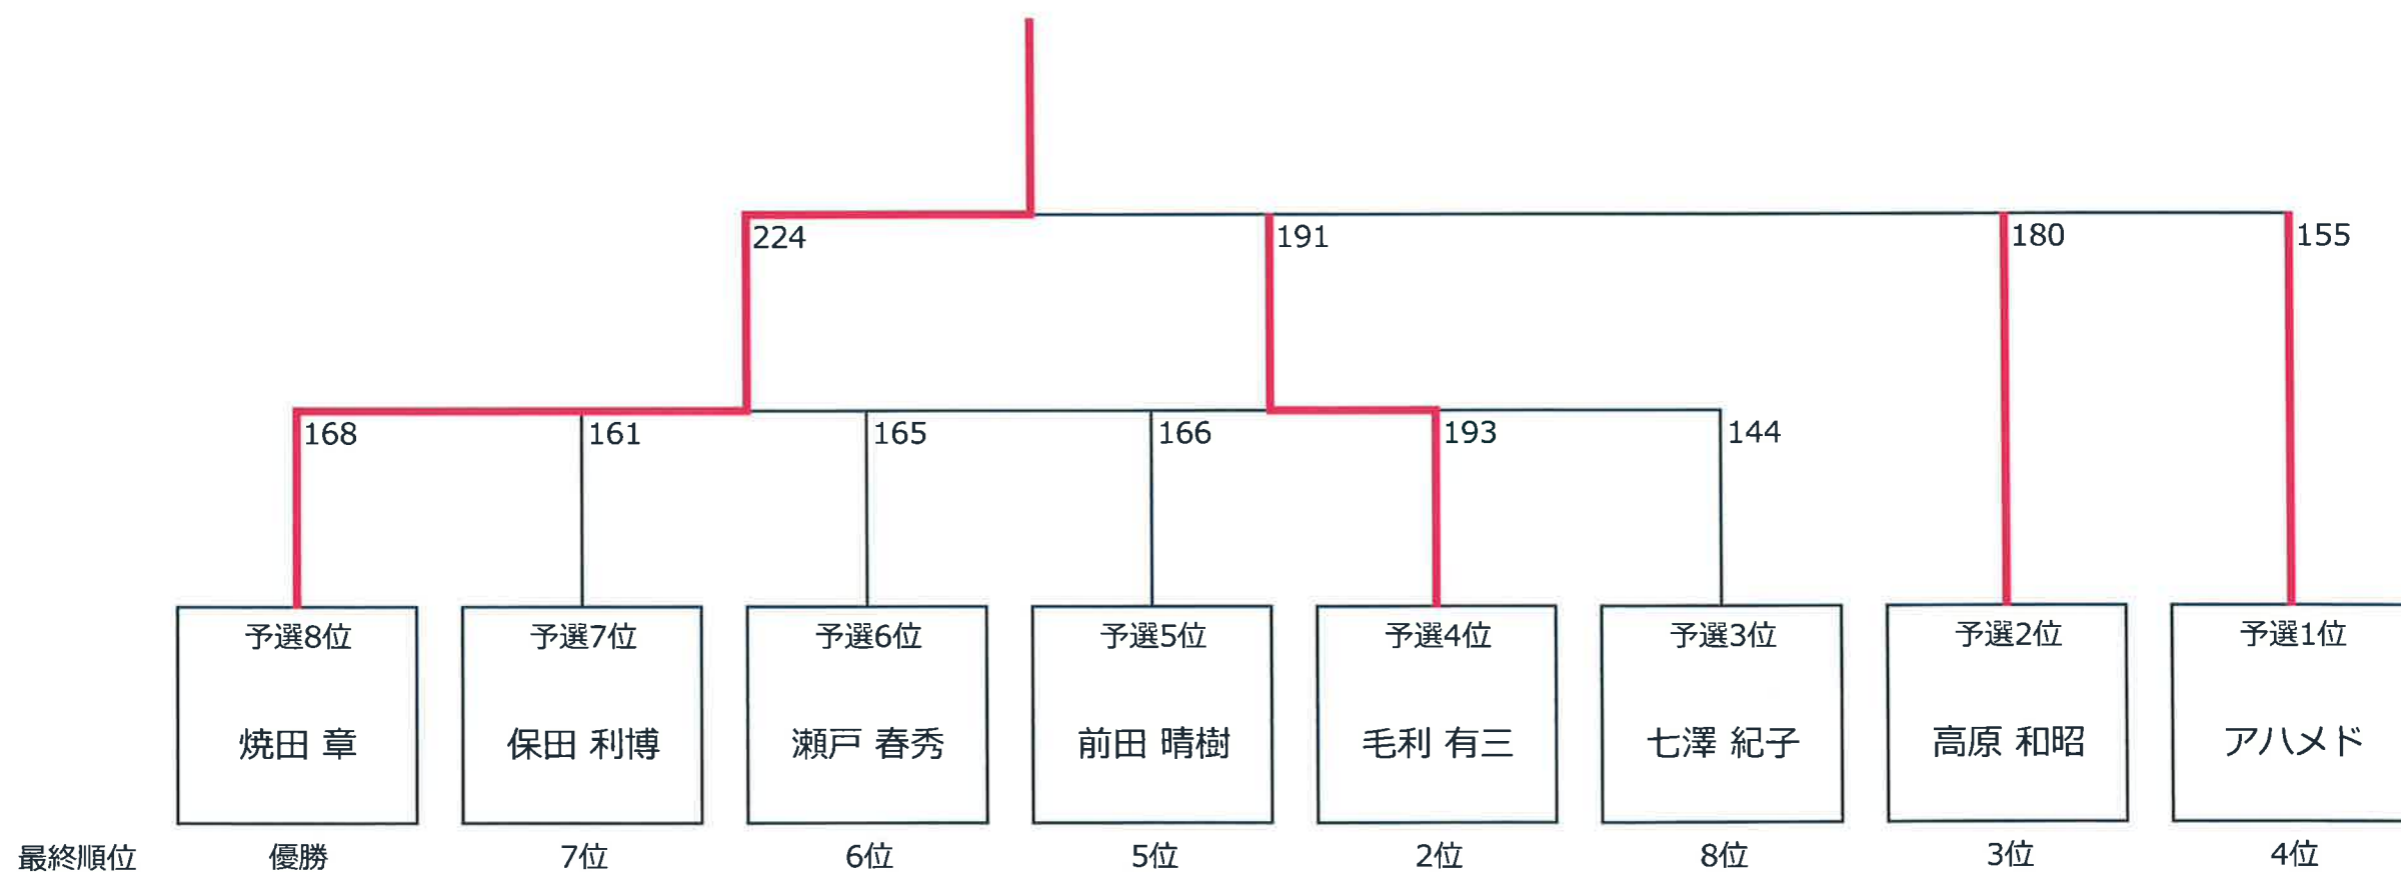 224 191 180 155
168 161 165 166 193 144
予選8位 予選7位 予選6位 予選5位 予選4位 予選3位 予選2位 予選1位
焼田 章 保田 利博 瀬戸 春秀 前田 晴樹 毛利 有三 七澤 紀子 高原 和昭 アハメド
最終順位 優勝 7位 6位 5位 2位 8位 3位 4位